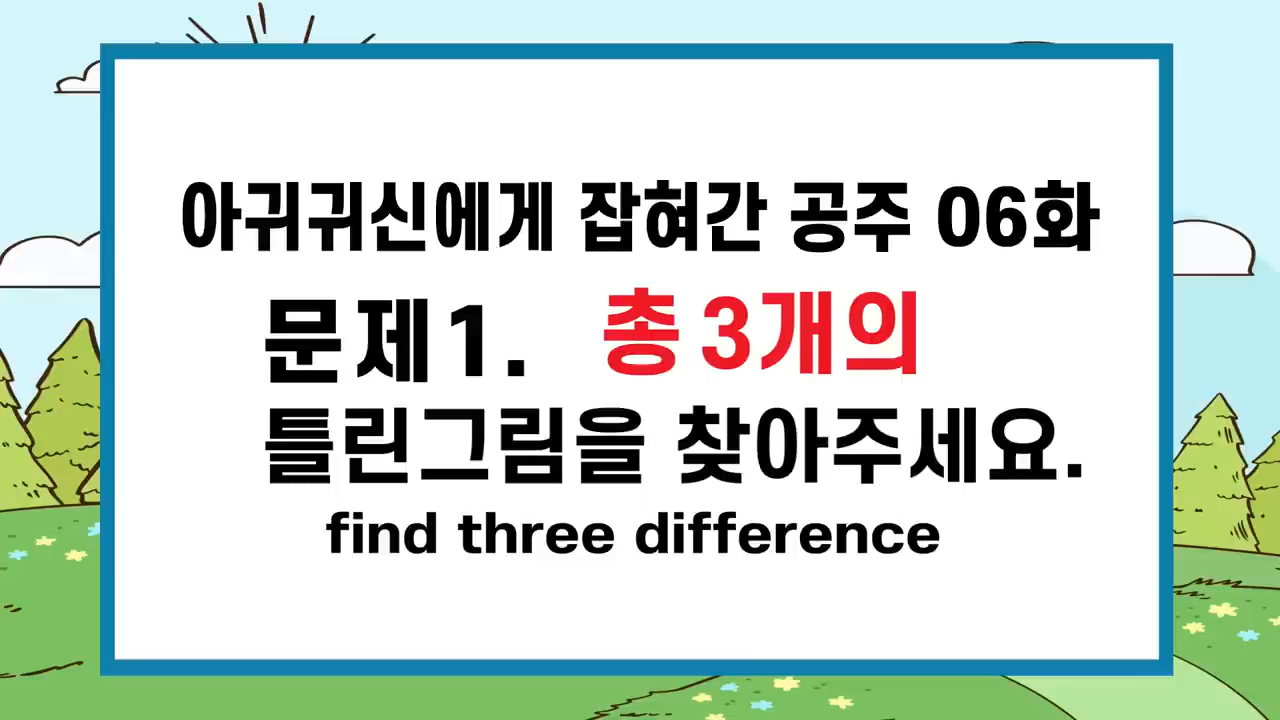 아귀귀신에게 잡혀간 공주 06화
문제1. 총 3개의
틀린그림을 찾아주세요.
find three difference